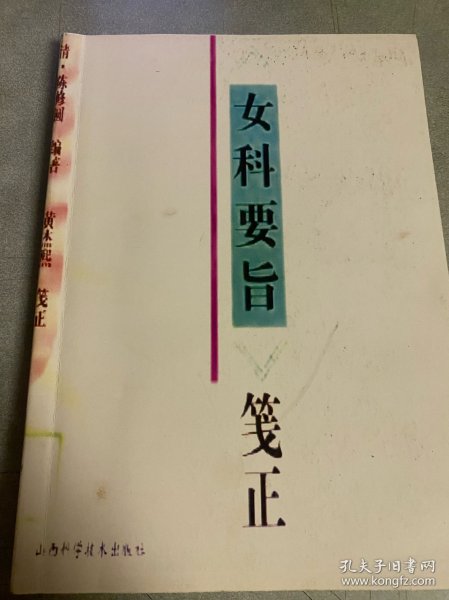 清·陈修园 编著 黄杰熙 笺正
女科要旨
笺正
山西科学技术出版社
孔夫子旧书网
www.kongfz.com